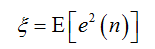 ξ = E[e²(n)]